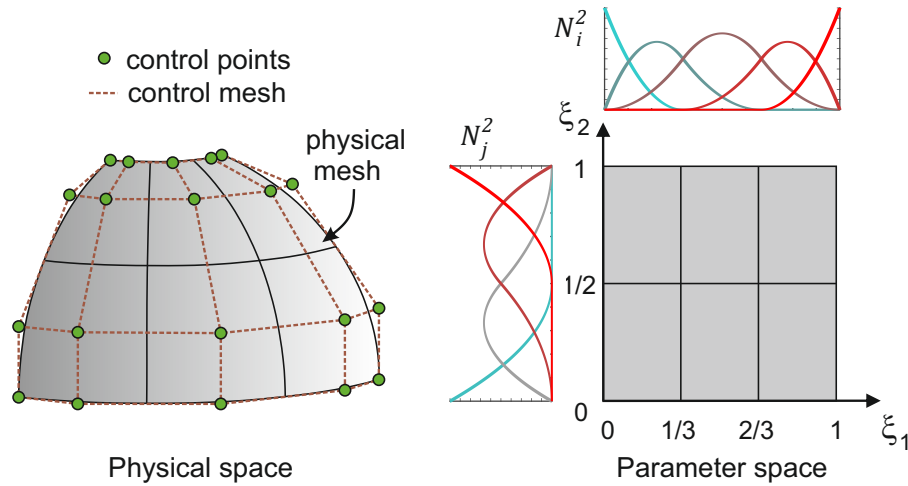 control points
control mesh
physical
mesh
Physical space
N_i^2
N_j^2
ξ_2
1
1/2
0
0 1/3 2/3 1
ξ_1
Parameter space